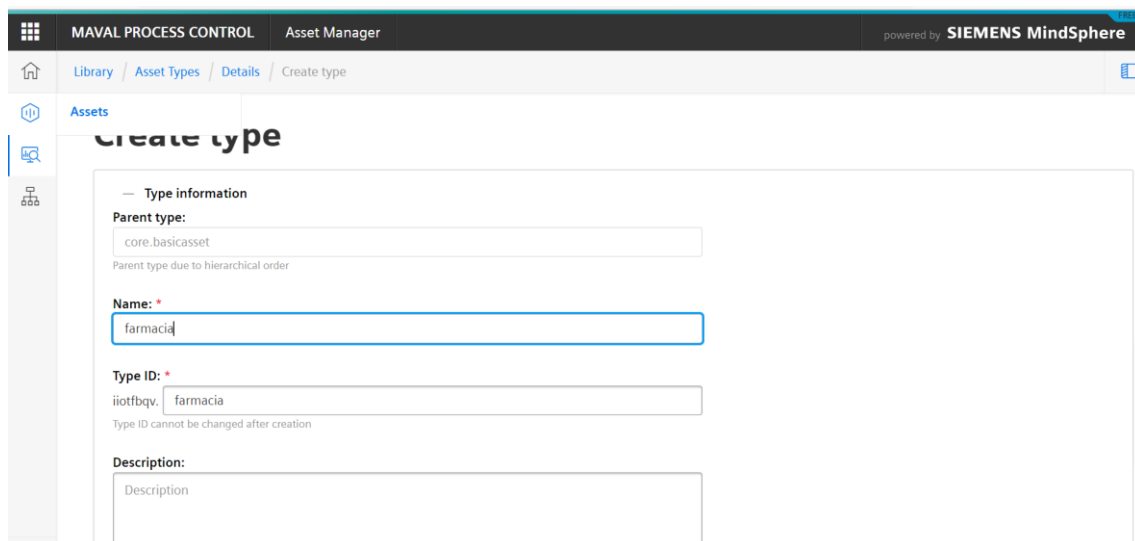 FREE
MAVAL PROCESS CONTROL Asset Manager powered by SIEMENS MindSphere
Library / Asset Types / Details / Create type
Assets
Create type
— Type information
Parent type:
core.basicasset
Parent type due to hierarchical order
Name: *
farmacia
Type ID: *
iiotfbqv. farmacia
Type ID cannot be changed after creation
Description:
Description